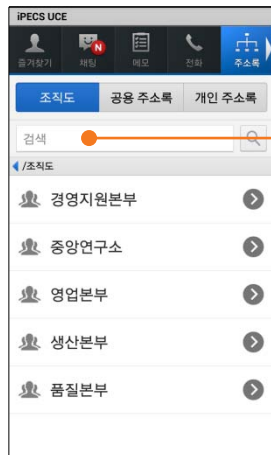 iPECS UCE
즐겨찾기 채팅 메모 전화 주소록
N
조직도 공용 주소록 개인 주소록
검색
/조직도
경영지원본부
중앙연구소
영업본부
생산본부
품질본부